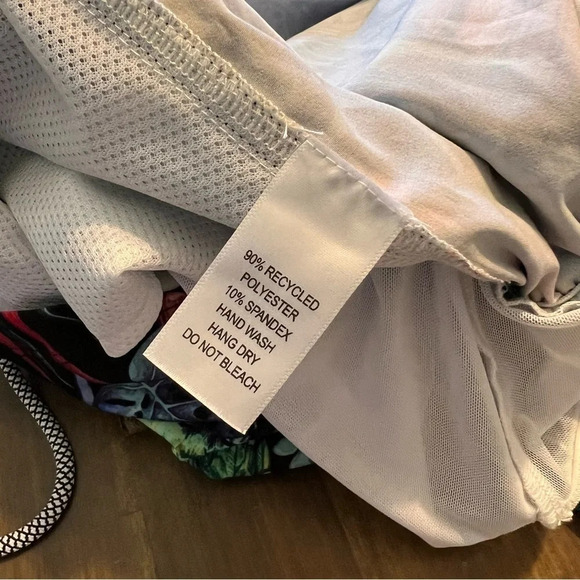 90% RECYCLED
POLYESTER
10% SPANDEX
HAND WASH
HANG DRY
DO NOT BLEACH